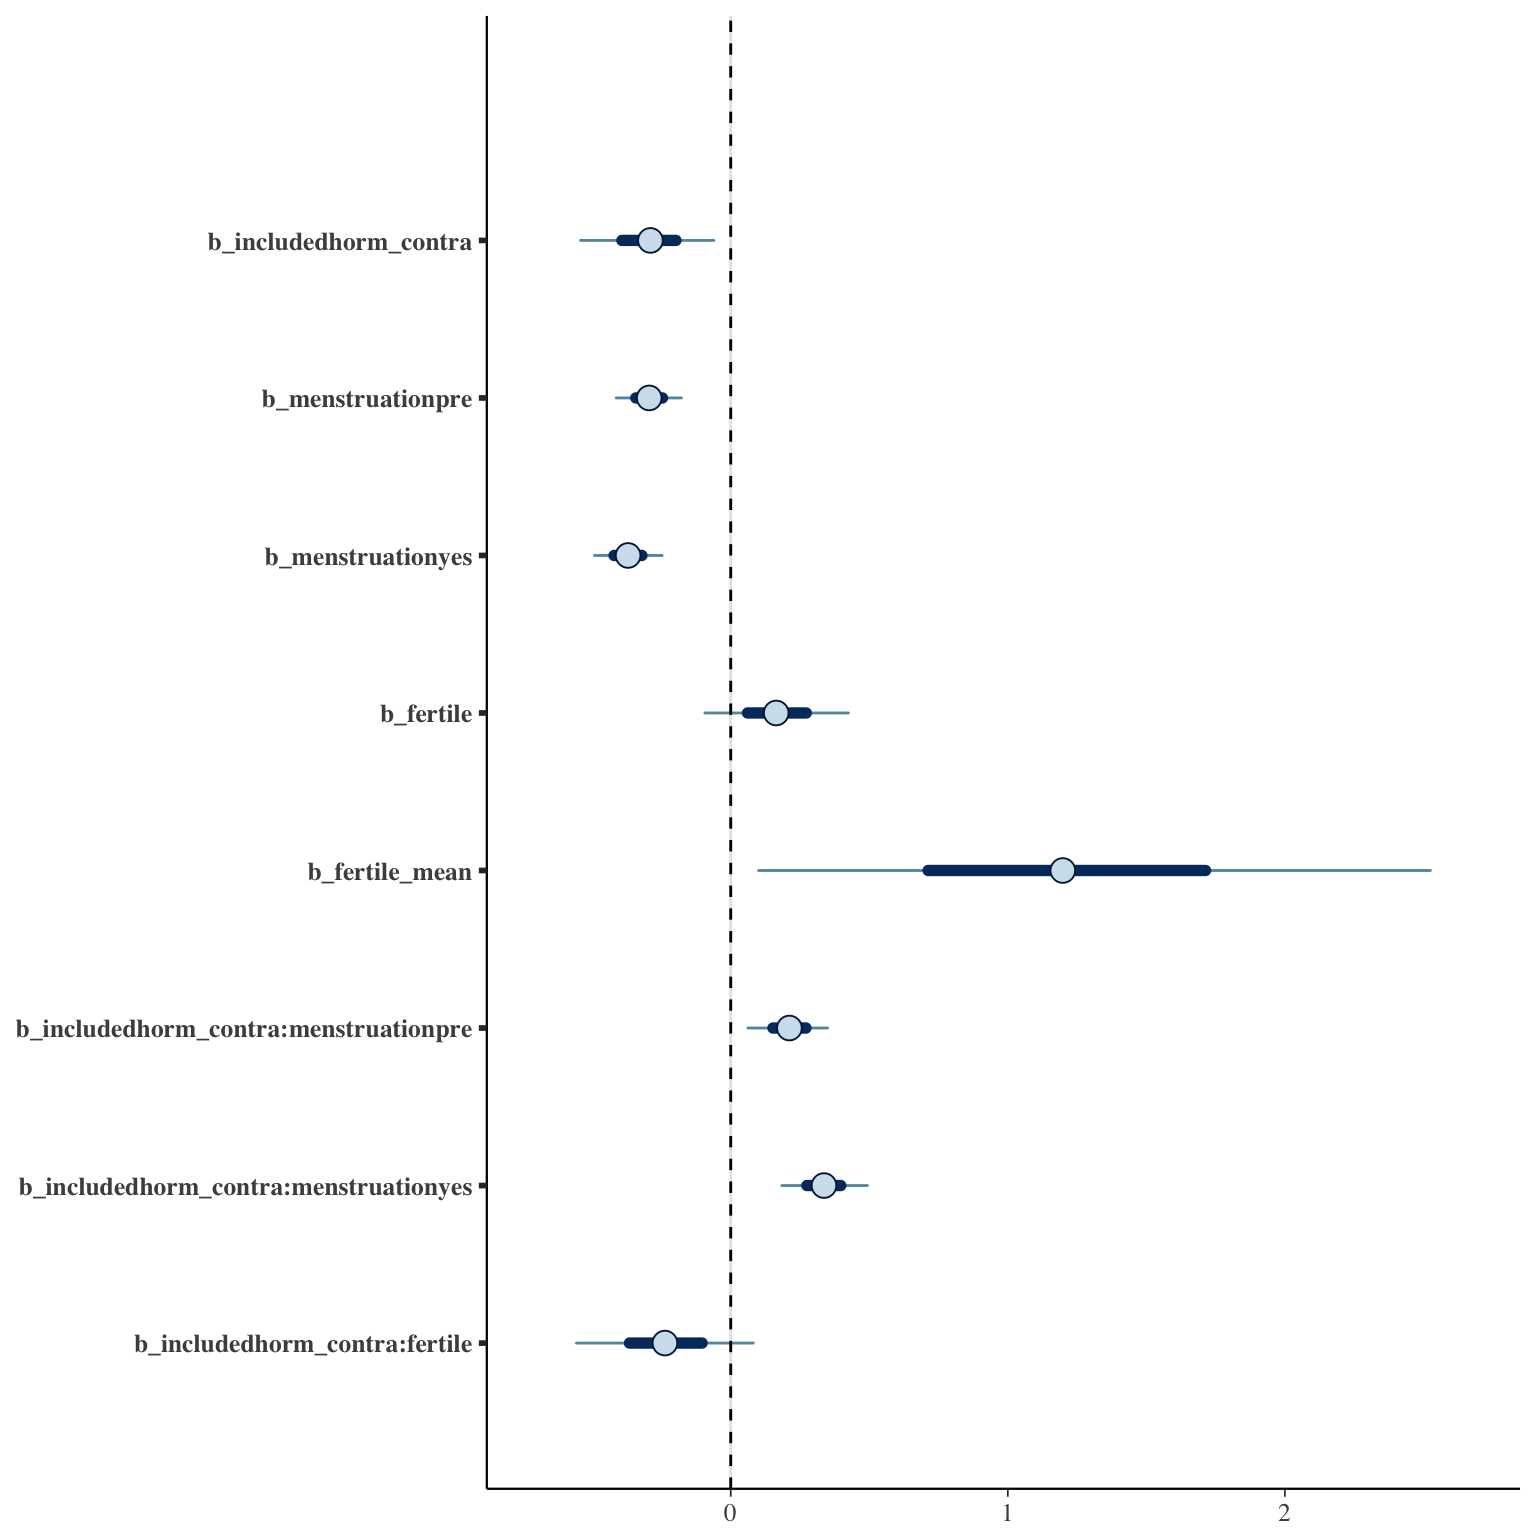 b_includedhorm_contra
b_menstruationpre
b_menstruationyes
b_fertile
b_fertile_mean
b_includedhorm_contra:menstruationpre
b_includedhorm_contra:menstruationyes
b_includedhorm_contra:fertile
0 1 2